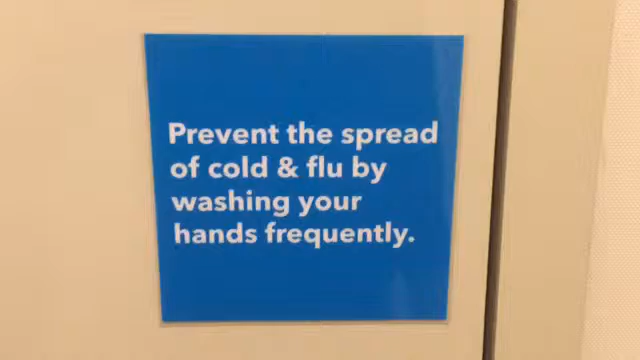 Prevent the spread
of cold & flu by
washing your
hands frequently.